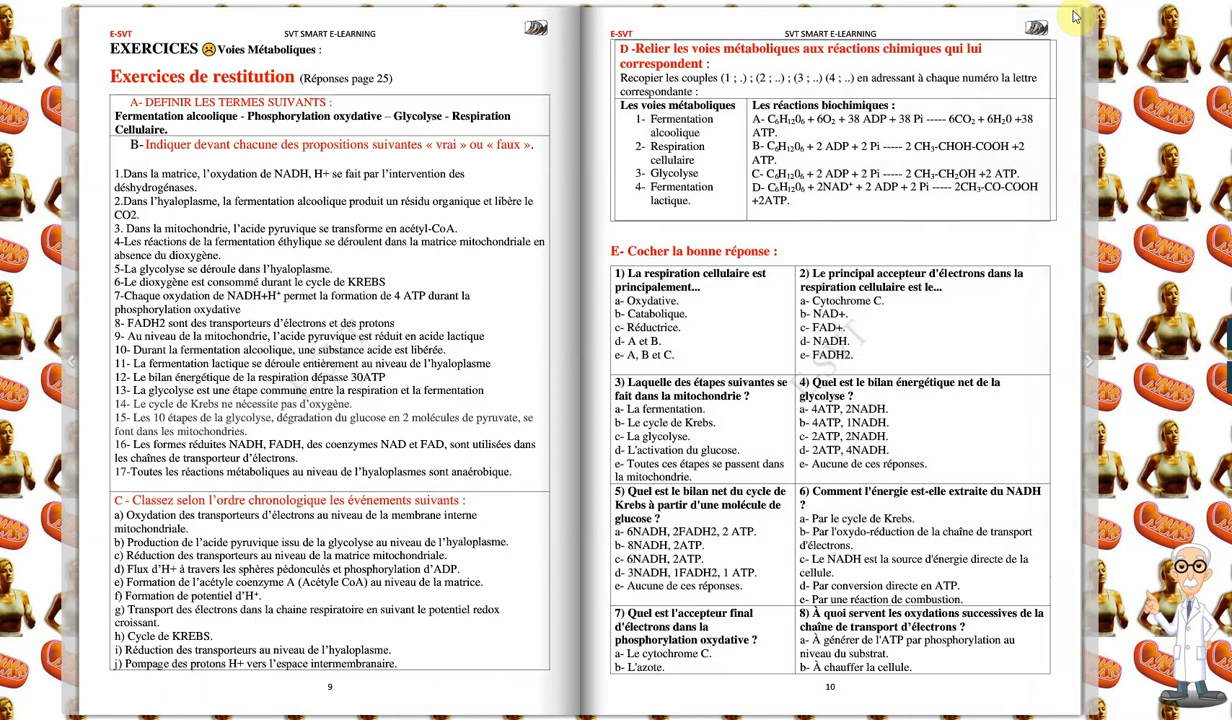 E-SVT SVT SMART E-LEARNING
EXERCICES Voies Métaboliques :
Exercices de restitution (Réponses page 25)
A- DEFINIR LES TERMES SUIVANTS :
Fermentation alcoolique - Phosphorylation oxydative – Glycolyse - Respiration
Cellulaire.
B- Indiquer devant chacune des propositions suivantes « vrai » ou « faux ».
1.Dans la matrice, l’oxydation de NADH, H+ se fait par l’intervention des
déshydrogénases.
2.Dans l’hyaloplasme, la fermentation alcoolique produit un résidu organique et libère le
CO2.
3. Dans la mitochondrie, l’acide pyruvique se transforme en acétyl-CoA.
4-Les réactions de la fermentation éthylique se déroulent dans la matrice mitochondriale en
absence du dioxygène.
5-La glycolyse se déroule dans l’hyaloplasme.
6-Le dioxygène est consommé durant le cycle de KREBS
7-Chaque oxydation de NADH+H⁺ permet la formation de 4 ATP durant la
phosphorylation oxydative
8- FADH2 sont des transporteurs d’électrons et des protons
9- Au niveau de la mitochondrie, l’acide pyruvique est réduit en acide lactique
10- Durant la fermentation alcoolique, une substance acide est libérée.
11- La fermentation lactique se déroule entièrement au niveau de l’hyaloplasme
12- Le bilan énergétique de la respiration dépasse 30ATP
13- La glycolyse est une étape commune entre la respiration et la fermentation
14- Le cycle de Krebs ne nécessite pas d’oxygène.
15- Les 10 étapes de la glycolyse, dégradation du glucose en 2 molécules de pyruvate, se
font dans les mitochondries.
16- Les formes réduites NADH, FADH, des coenzymes NAD et FAD, sont utilisées dans
les chaînes de transporteur d’électrons.
17-Toutes les réactions métaboliques au niveau de l’hyaloplasmes sont anaérobique.
C - Classez selon l’ordre chronologique les événements suivants :
a) Oxydation des transporteurs d’électrons au niveau de la membrane interne
mitochondriale.
b) Production de l’acide pyruvique issu de la glycolyse au niveau de l’hyaloplasme.
c) Réduction des transporteurs au niveau de la matrice mitochondriale.
d) Flux d’H+ à travers les sphères pédonculés et phosphorylation d’ADP.
e) Formation de l’acétyle coenzyme A (Acétyle CoA) au niveau de la matrice.
f) Formation de potentiel d’H⁺.
g) Transport des électrons dans la chaine respiratoire en suivant le potentiel redox
croissant.
h) Cycle de KREBS.
i) Réduction des transporteurs au niveau de l’hyaloplasme.
j) Pompage des protons H+ vers l’espace intermembranaire.
9
E-SVT SVT SMART E-LEARNING
D -Relier les voies métaboliques aux réactions chimiques qui lui
correspondent :
Recopier les couples (1 ; .) ; (2 ; ..) ; (3 ; ..) (4 ; ..) en adressant à chaque numéro la lettre
correspondante :
Les voies métaboliques
1- Fermentation
alcoolique
2- Respiration
cellulaire
3- Glycolyse
4- Fermentation
lactique.
Les réactions biochimiques :
A- C₆H₁₂0₆ + 6O₂ + 38 ADP + 38 Pi ----- 6CO₂ + 6H₂0 +38
ATP.
B- C₆H₁₂0₆ + 2 ADP + 2 Pi ----- 2 CH₃-CHOH-COOH +2
ATP.
C- C₆H₁₂0₆ + 2 ADP + 2 Pi ----- 2 CH₃-CH₂OH +2 ATP.
D- C₆H₁₂0₆ + 2NAD⁺ + 2 ADP + 2 Pi ----- 2CH₃-CO-COOH
+2ATP.
E- Cocher la bonne réponse :
1) La respiration cellulaire est
principalement...
a- Oxydative.
b- Catabolique.
c- Réductrice.
d- A et B.
e- A, B et C.
2) Le principal accepteur d'électrons dans la
respiration cellulaire est le...
a- Cytochrome C.
b- NAD+.
c- FAD+.
d- NADH.
e- FADH2.
3) Laquelle des étapes suivantes se
fait dans la mitochondrie ?
a- La fermentation.
b- Le cycle de Krebs.
c- La glycolyse.
d- L'activation du glucose.
e- Toutes ces étapes se passent dans
la mitochondrie.
4) Quel est le bilan énergétique net de la
glycolyse ?
a- 4ATP, 2NADH.
b- 4ATP, 1NADH.
c- 2ATP, 2NADH.
d- 2ATP, 4NADH.
e- Aucune de ces réponses.
5) Quel est le bilan net du cycle de
Krebs à partir d'une molécule de
glucose ?
a- 6NADH, 2FADH2, 2 ATP.
b- 8NADH, 2ATP.
c- 6NADH, 2ATP.
d- 3NADH, 1FADH2, 1 ATP.
e- Aucune de ces réponses.
6) Comment l'énergie est-elle extraite du NADH
?
a- Par le cycle de Krebs.
b- Par l'oxydo-réduction de la chaîne de transport
d'électrons.
c- Le NADH est la source d'énergie directe de la
cellule.
d- Par conversion directe en ATP.
e- Par une réaction de combustion.
7) Quel est l'accepteur final
d'électrons dans la
phosphorylation oxydative ?
a- Le cytochrome C.
b- L'azote.
8) À quoi servent les oxydations successives de la
chaîne de transport d’électrons ?
a- À générer de l'ATP par phosphorylation au
niveau du substrat.
b- À chauffer la cellule.
10